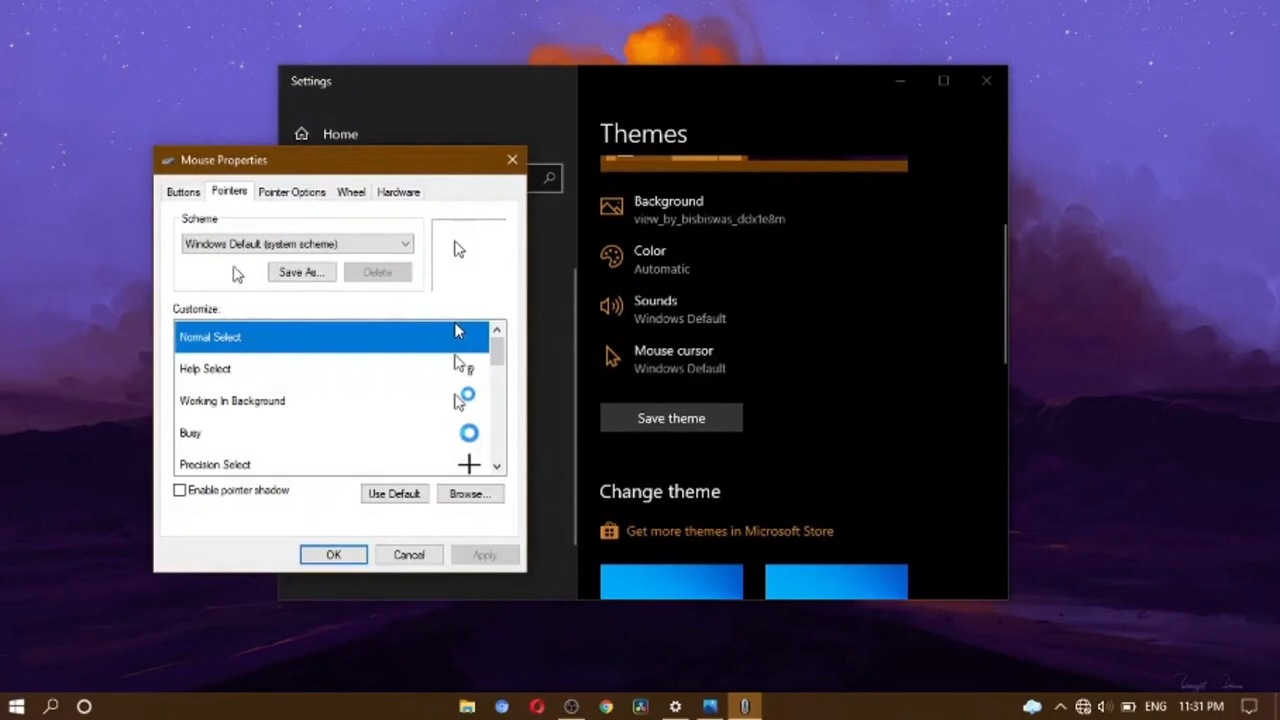 Settings
Home
Mouse Properties
Buttons
Pointers
Pointer Options
Wheel
Hardware
Scheme
Windows Default (system scheme)
Save As...
Delete
Customize:
Normal Select
Help Select
Working In Background
Busy
Precision Select
Enable pointer shadow
Use Default
Browse...
OK
Cancel
Apply
Themes
Background
view_by_bisbiswas_ddx1e8m
Color
Automatic
Sounds
Windows Default
Mouse cursor
Windows Default
Save theme
Change theme
Get more themes in Microsoft Store
ENG
11:31 PM